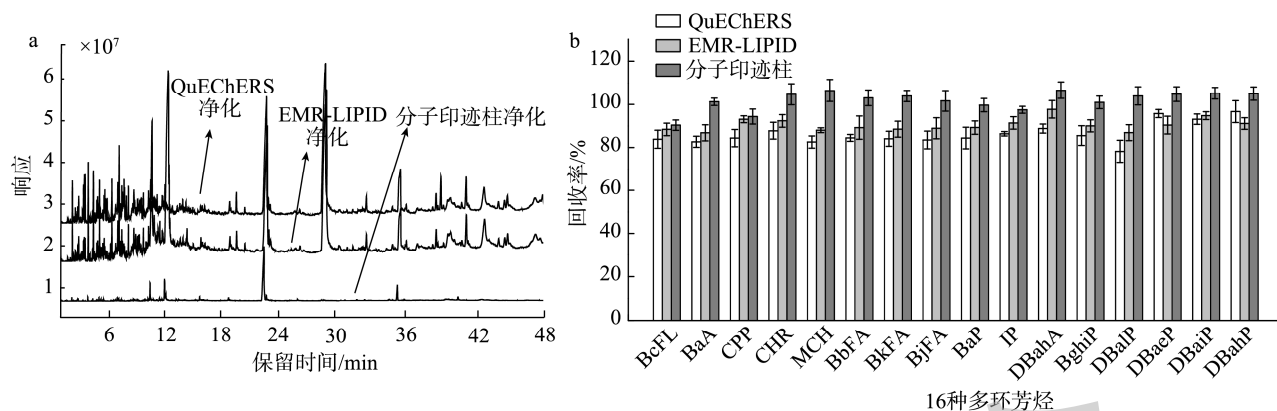 a
×10⁷
6
5
4
3
2
1
响应
QuEChERS
净化
EMR-LIPID
净化
分子印迹柱净化
6
12
18
24
30
36
42
48
保留时间/min
b
QuEChERS
EMR-LIPID
分子印迹柱
120
100
80
60
40
20
0
回收率/%
BcFL
BaA
CPP
CHR
MCH
BbFA
BkFA
BjFA
BaP
IP
DBahA
BghiP
DBalP
DBaeP
DBaiP
DBahP
16种多环芳烃